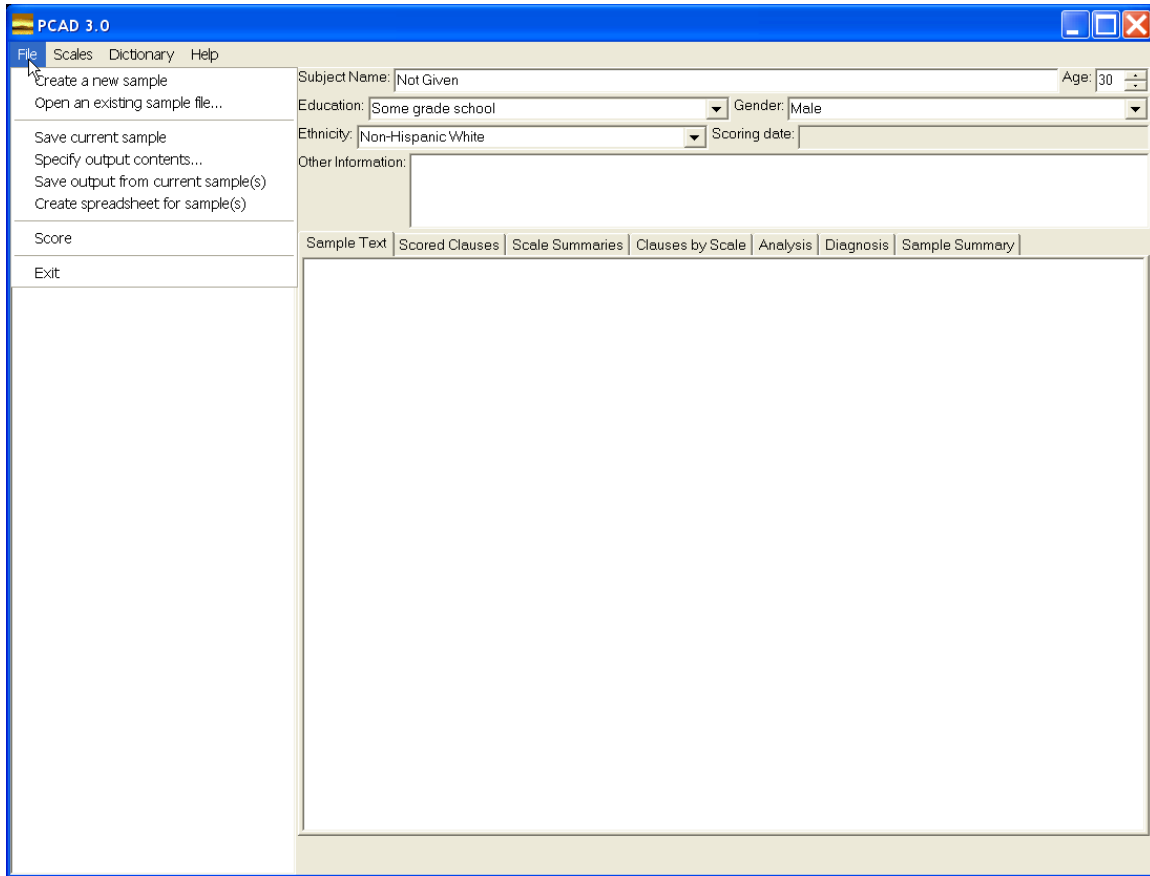 PCAD 3.0
File Scales Dictionary Help
Create a new sample
Open an existing sample file...
Save current sample
Specify output contents...
Save output from current sample(s)
Create spreadsheet for sample(s)
Score
Exit
Subject Name: Not Given Age: 30
Education: Some grade school Gender: Male
Ethnicity: Non-Hispanic White Scoring date:
Other Information:
Sample Text Scored Clauses Scale Summaries Clauses by Scale Analysis Diagnosis Sample Summary